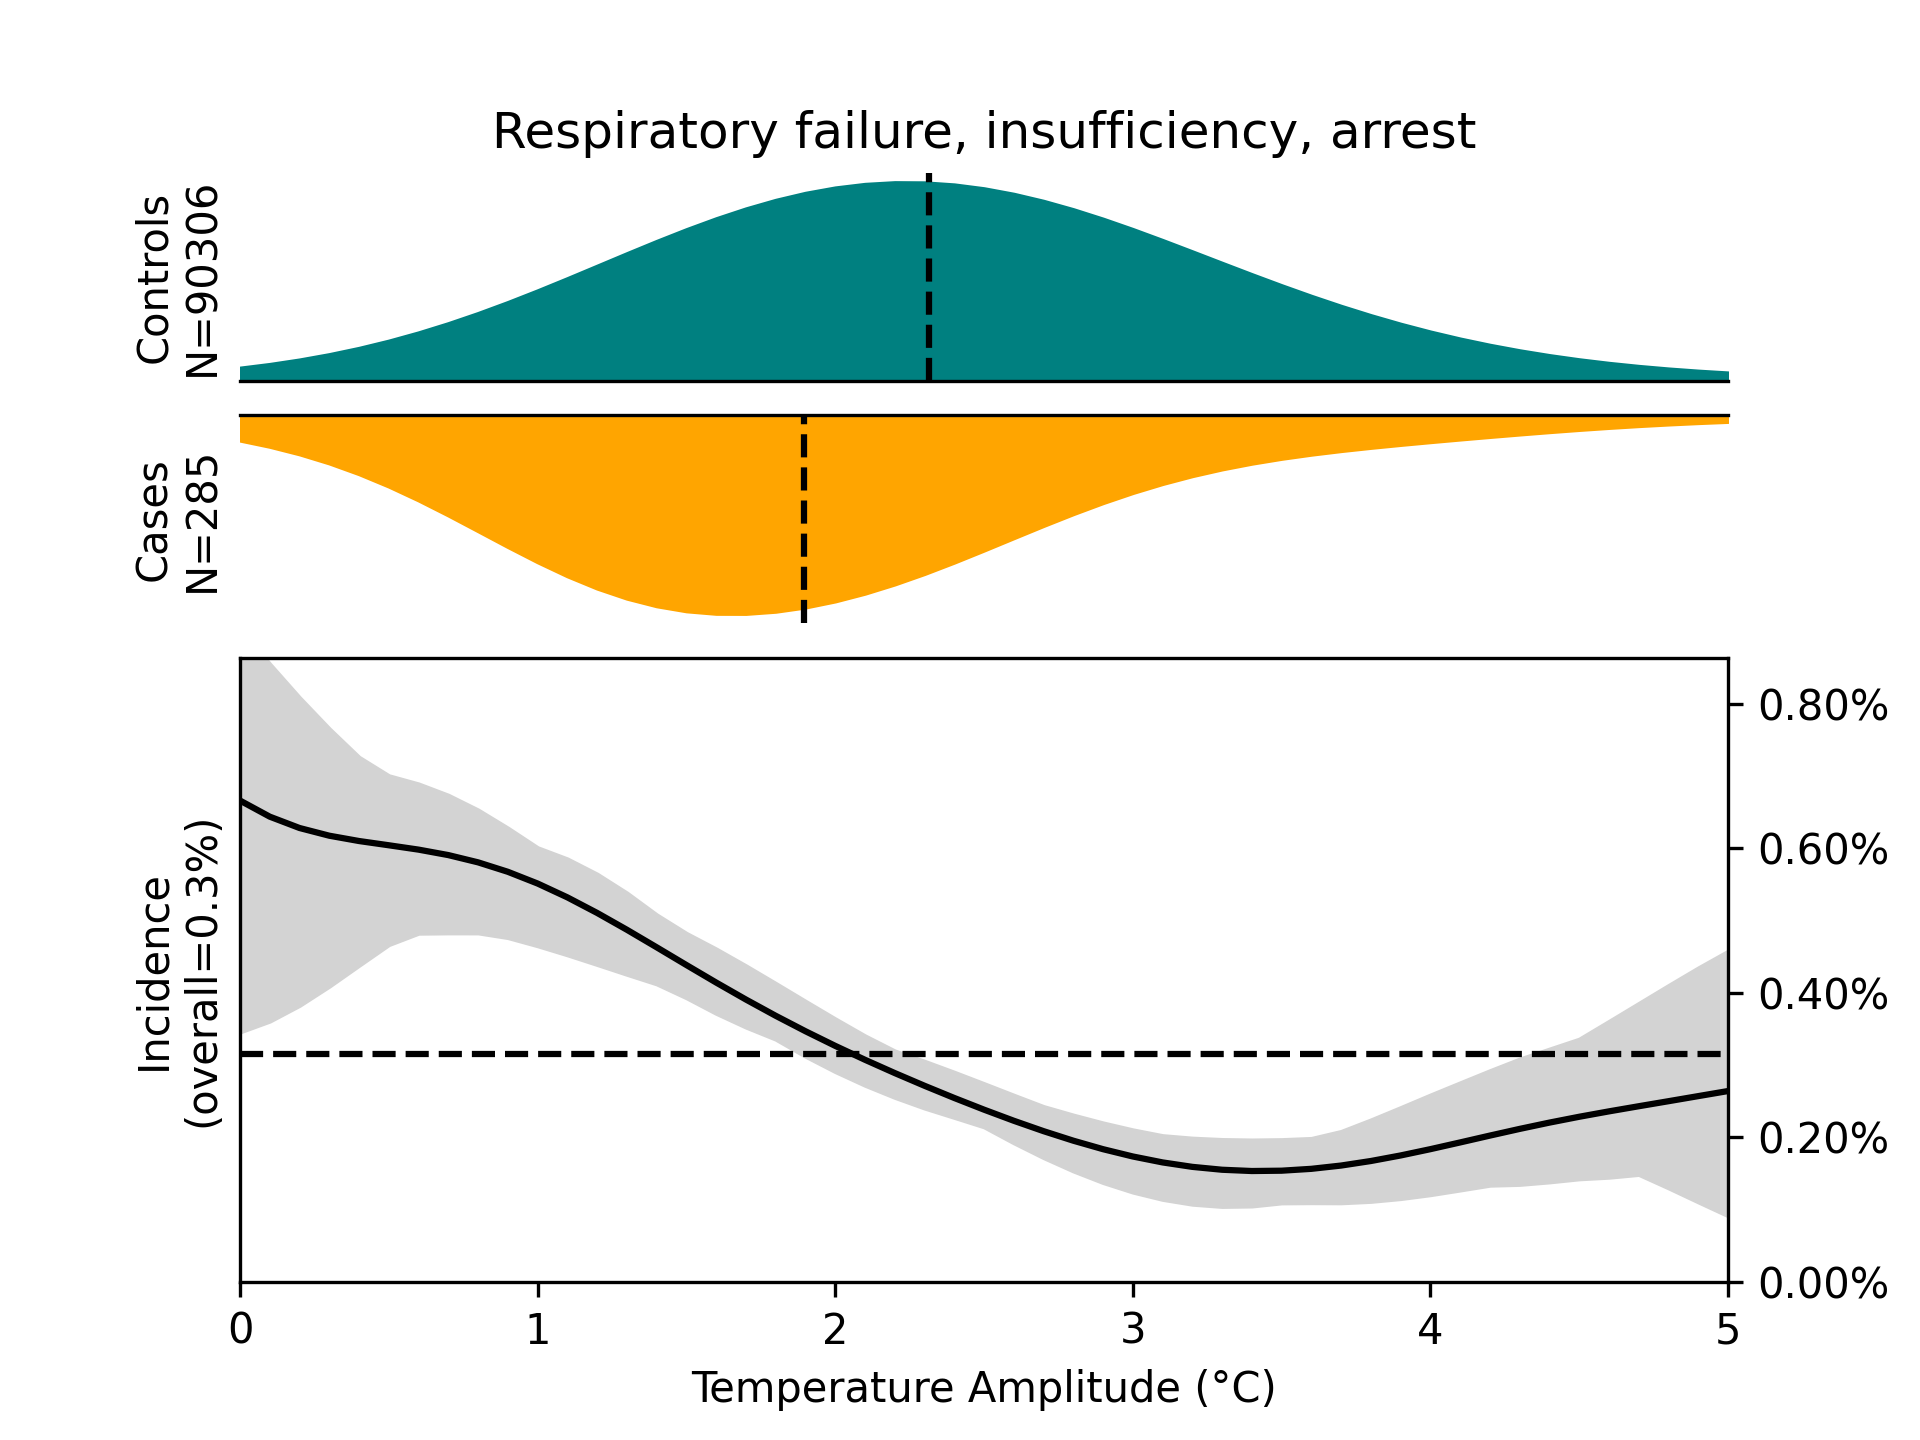 Respiratory failure, insufficiency, arrest
Controls
N=90306
Cases
N=285
Incidence
(overall=0.3%)
0.80%
0.60%
0.40%
0.20%
0.00%
0 1 2 3 4 5
Temperature Amplitude (°C)